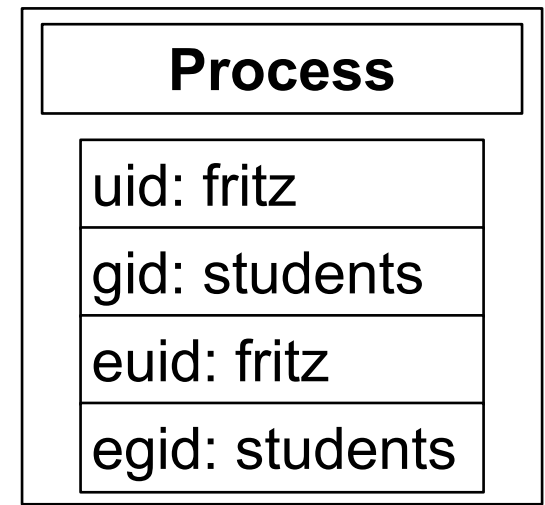 Process
uid: fritz
gid: students
euid: fritz
egid: students